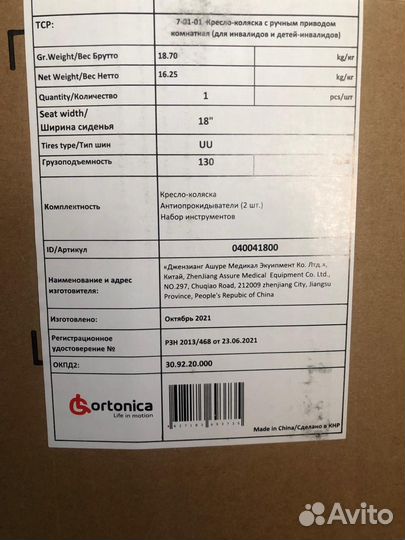 ТСР: 7-01-01 Кресло-коляска с ручным приводом
комнатная (для инвалидов и детей-инвалидов)
Gr.Weight/Вес Брутто 18.70 kg/кг
Net Weight/Вес Нетто 16.25 kg/кг
Quantity/Количество 1 pcs/шт
Seat width/
Ширина сиденья 18"
Tires type/Тип шин UU
Грузоподъемность 130
Комплектность
Кресло-коляска
Антиопрокидыватели (2 шт.)
Набор инструментов
ID/Артикул 040041800
Наименование и адрес
изготовителя:
«Дженэианг Ашуре Медикал Экуипмент Ко. Лтд.»,
Китай, ZhenJiang Assure Medical Equipment Co. Ltd.,
NO.297, Chuqiao Road, 212009 zhenjiang City, Jiangsu
Province, People's Repubic of China
Изготовлено: Октябрь 2021
Регистрационное
удостоверение № РЗН 2013/468 от 23.06.2021
ОКПД2: 30.92.20.000
ortonica
Life in motion
Made in China/Сделано в КНР
Avito